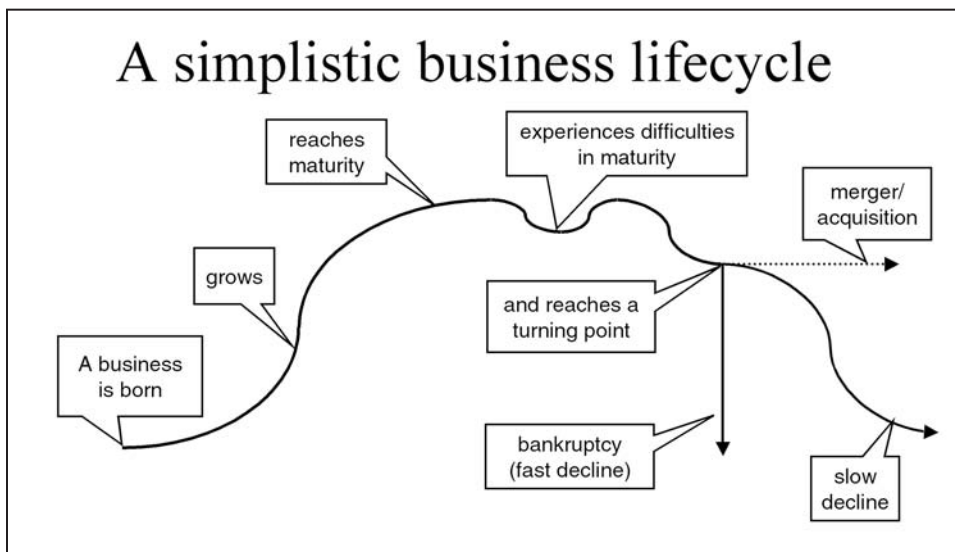 A simplistic business lifecycle
reaches
maturity
experiences difficulties
in maturity
merger/
acquisition
grows
and reaches a
turning point
A business
is born
bankruptcy
(fast decline)
slow
decline